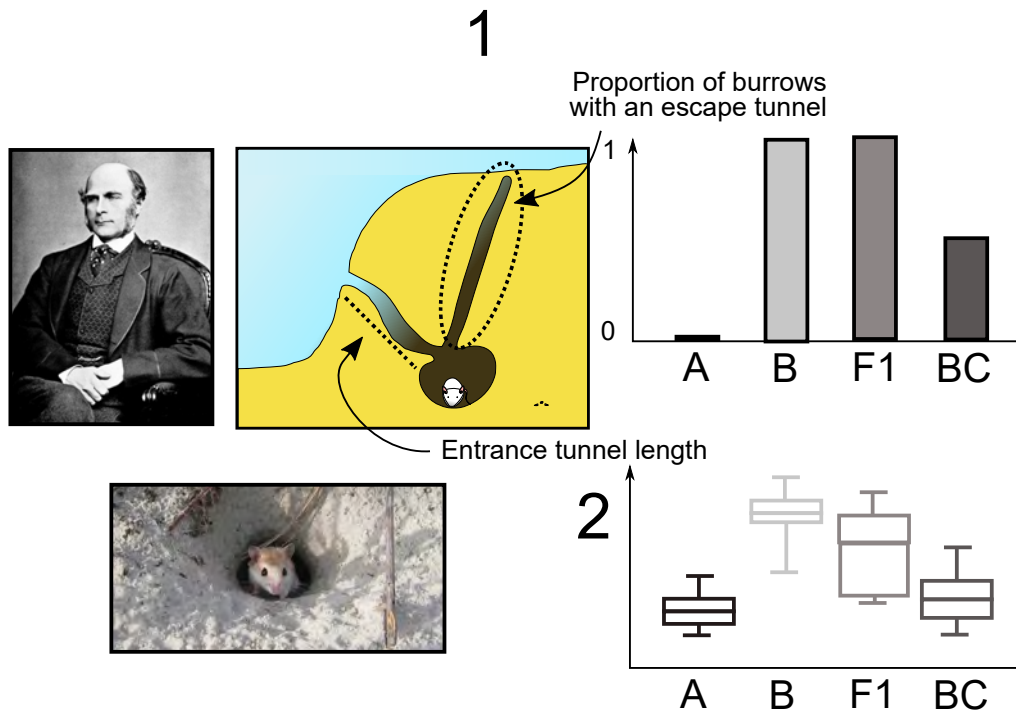 1
Proportion of burrows
with an escape tunnel
1
0
A B F1 BC
Entrance tunnel length
2
A B F1 BC